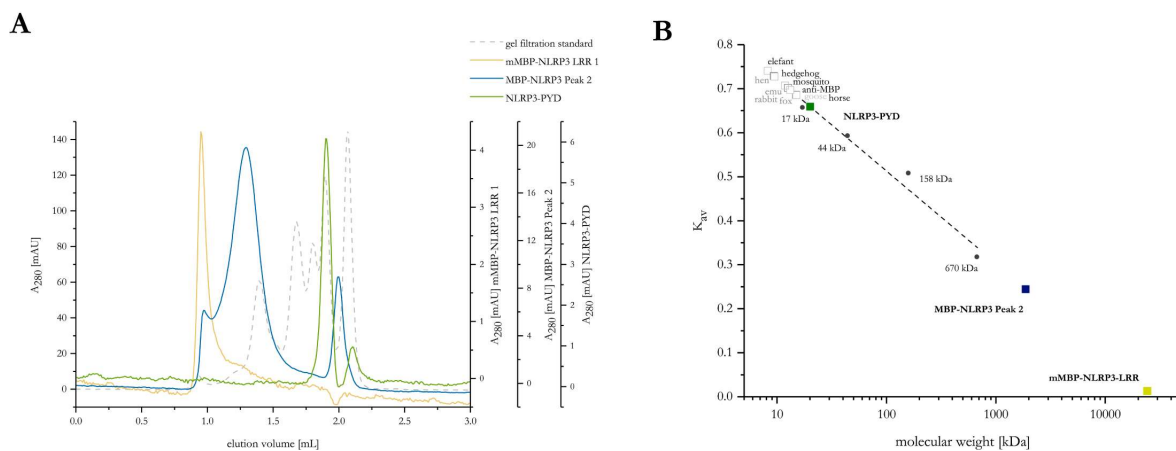 A
gel filtration standard
mMBP-NLRP3 LRR 1
MBP-NLRP3 Peak 2
NLRP3-PYD
140
120
100
80
60
40
20
0
A280 [mAU]
4
3
2
1
0
A280 [mAU] mMBP-NLRP3 LRR 1
20
16
12
8
4
0
A280 [mAU] MBP-NLRP3 Peak 2
6
5
4
3
2
1
0
A280 [mAU] NLRP3-PYD
0.0 0.5 1.0 1.5 2.0 2.5 3.0
elution volume [mL]
B
0.8
0.7
0.6
0.5
0.4
0.3
0.2
0.1
0.0
Kav
elefant
hen hedgehog
mosquito
emu anti-MBP
rabbit fox goose horse
17 kDa
NLRP3-PYD
44 kDa
158 kDa
670 kDa
MBP-NLRP3 Peak 2
mMBP-NLRP3-LRR
10 100 1000 10000
molecular weight [kDa]